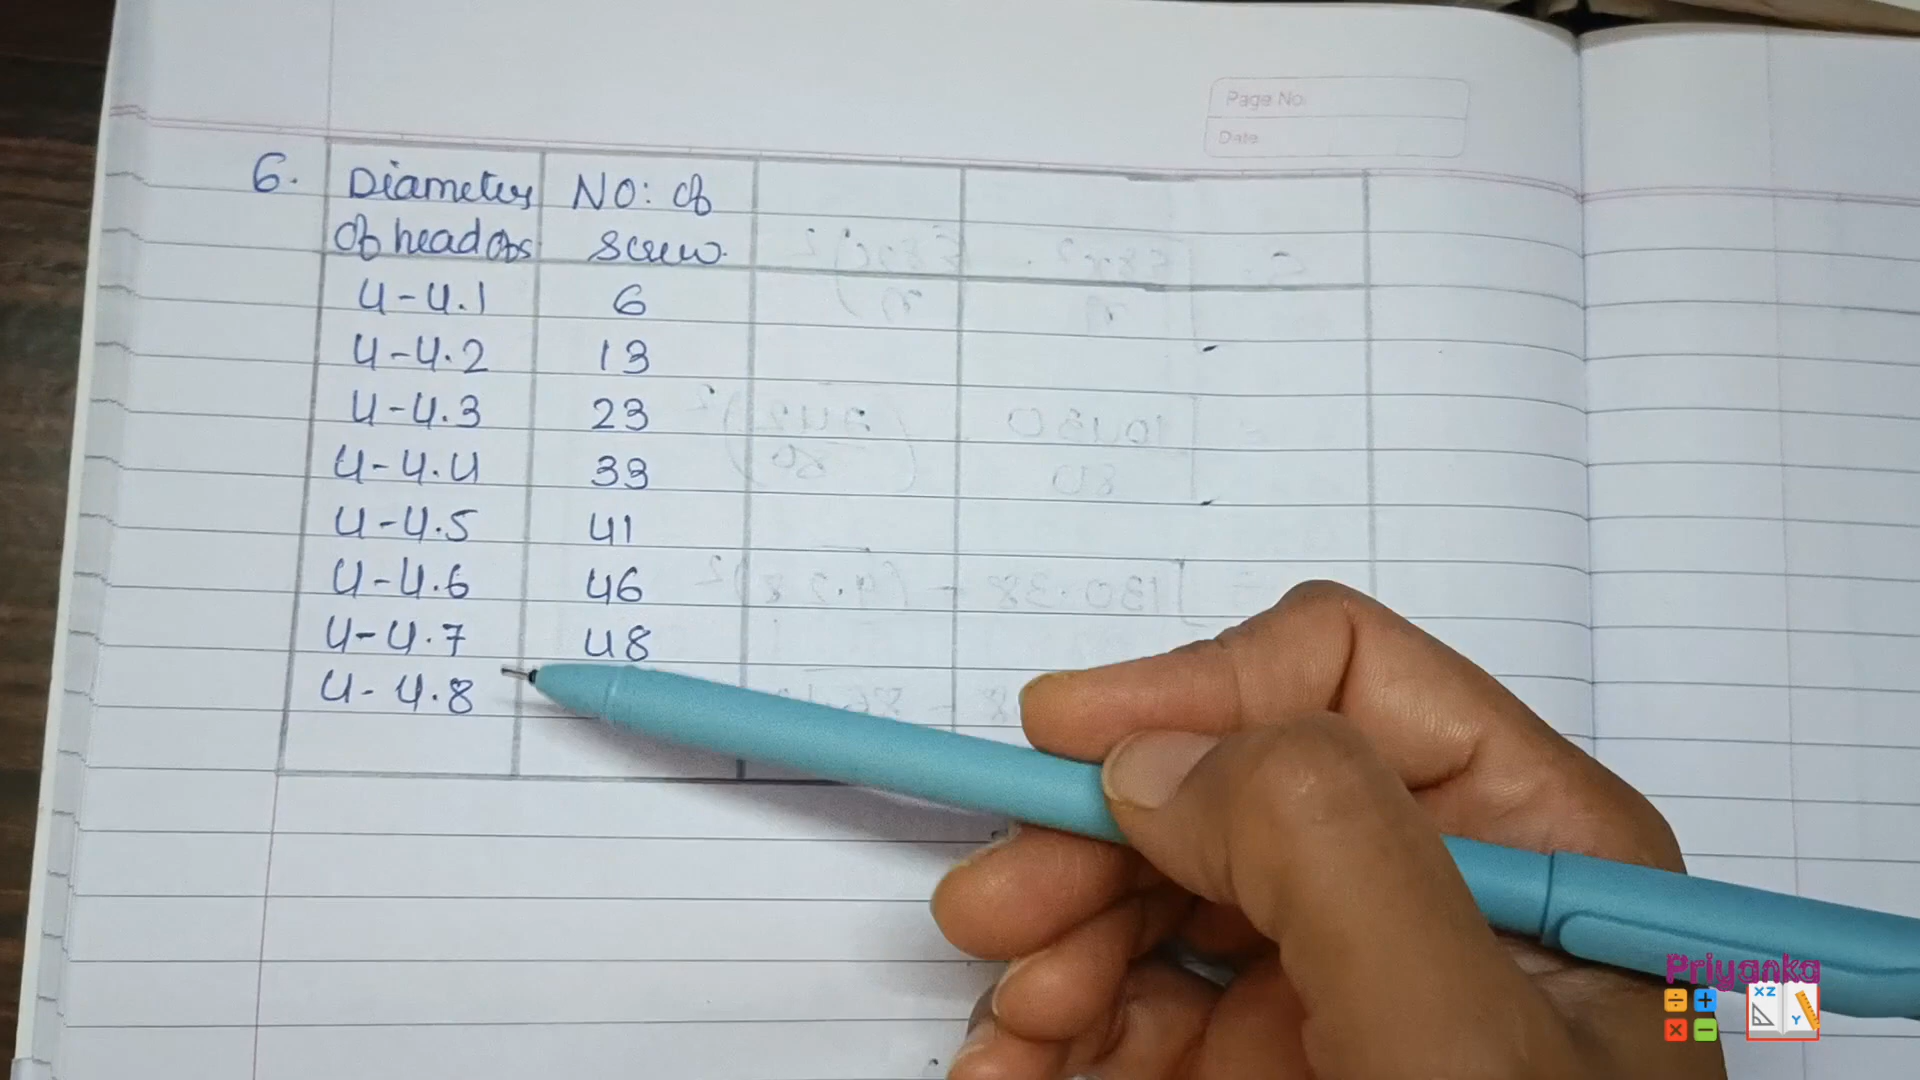 Page No.
Date
6. Diameter NO: of
of head obs screw.
4-4.1 6
4-4.2 13
4-4.3 23
4-4.4 33
4-4.5 41
4-4.6 46
4-4.7 48
4-4.8
Priyanka
XZ
Y